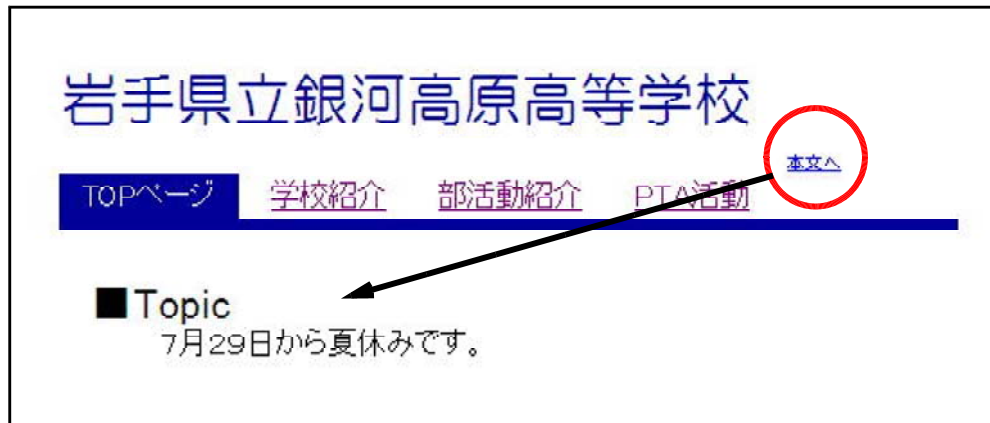 岩手県立銀河高原高等学校
本文へ
TOPページ 学校紹介 部活動紹介 PTA活動
■Topic
7月29日から夏休みです。